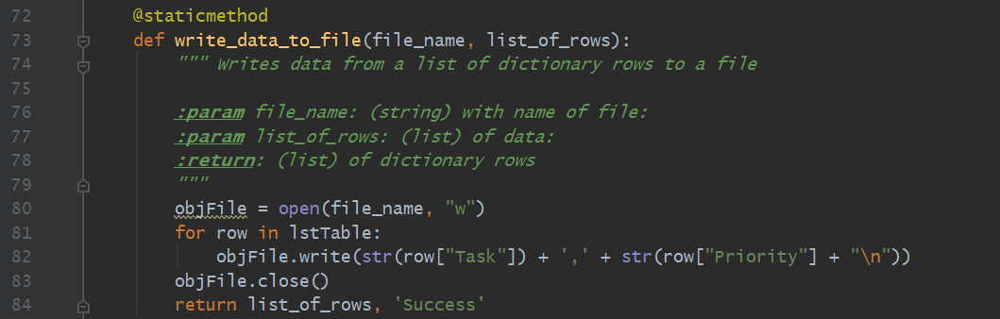 72 @staticmethod
73 def write_data_to_file(file_name, list_of_rows):
74 """ Writes data from a list of dictionary rows to a file
75
76 :param file_name: (string) with name of file:
77 :param list_of_rows: (list) of data:
78 :return: (list) of dictionary rows
79 """
80 objFile = open(file_name, "w")
81 for row in lstTable:
82 objFile.write(str(row["Task"]) + ',' + str(row["Priority"] + "\n"))
83 objFile.close()
84 return list_of_rows, 'Success'